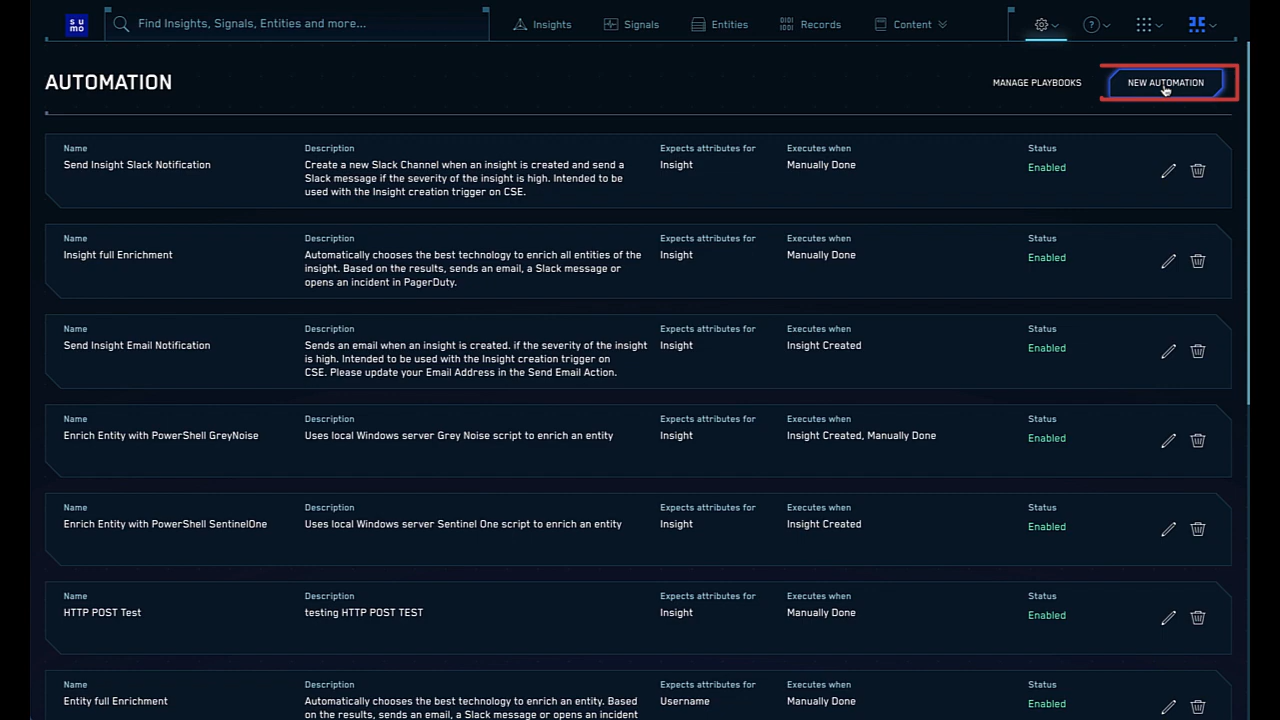 SUMO
Find Insights, Signals, Entities and more...
Insights
Signals
Entities
Records
Content
AUTOMATION
MANAGE PLAYBOOKS
NEW AUTOMATION
Name
Description
Expects attributes for
Executes when
Status
Send Insight Slack Notification
Create a new Slack Channel when an insight is created and send a
Slack message if the severity of the insight is high. Intended to be
used with the Insight creation trigger on CSE.
Insight
Manually Done
Enabled
Name
Description
Expects attributes for
Executes when
Status
Insight full Enrichment
Automatically chooses the best technology to enrich all entities of the
insight. Based on the results, sends an email, a Slack message or
opens an incident in PagerDuty.
Insight
Manually Done
Enabled
Name
Description
Expects attributes for
Executes when
Status
Send Insight Email Notification
Sends an email when an insight is created. if the severity of the insight
is high. Intended to be used with the Insight creation trigger on
CSE. Please update your Email Address in the Send Email Action.
Insight
Insight Created
Enabled
Name
Description
Expects attributes for
Executes when
Status
Enrich Entity with PowerShell GreyNoise
Uses local Windows server Grey Noise script to enrich an entity
Insight
Insight Created, Manually Done
Enabled
Name
Description
Expects attributes for
Executes when
Status
Enrich Entity with PowerShell SentinelOne
Uses local Windows server Sentinel One script to enrich an entity
Insight
Insight Created
Enabled
Name
Description
Expects attributes for
Executes when
Status
HTTP POST Test
testing HTTP POST TEST
Insight
Manually Done
Enabled
Name
Description
Expects attributes for
Executes when
Status
Entity full Enrichment
Automatically chooses the best technology to enrich an entity. Based
on the results, sends an email, a Slack message or opens an incident
Username
Manually Done
Enabled